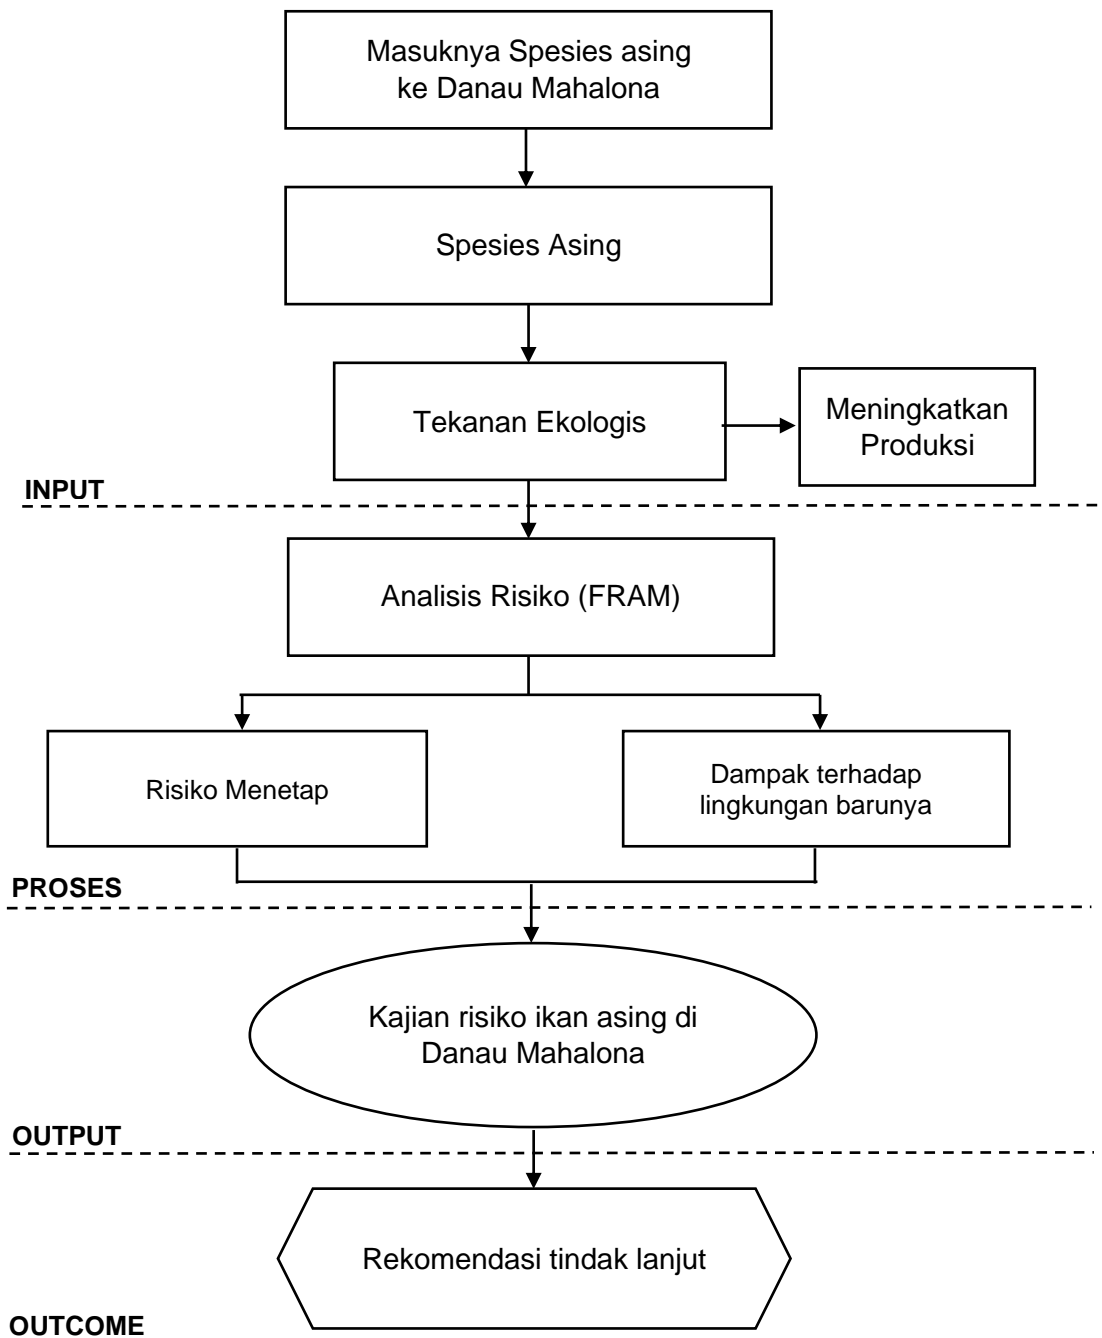 Masuknya Spesies asing
ke Danau Mahalona
Spesies Asing
Tekanan Ekologis
Meningkatkan
Produksi
INPUT
Analisis Risiko (FRAM)
Risiko Menetap
Dampak terhadap
lingkungan barunya
PROSES
Kajian risiko ikan asing di
Danau Mahalona
OUTPUT
Rekomendasi tindak lanjut
OUTCOME